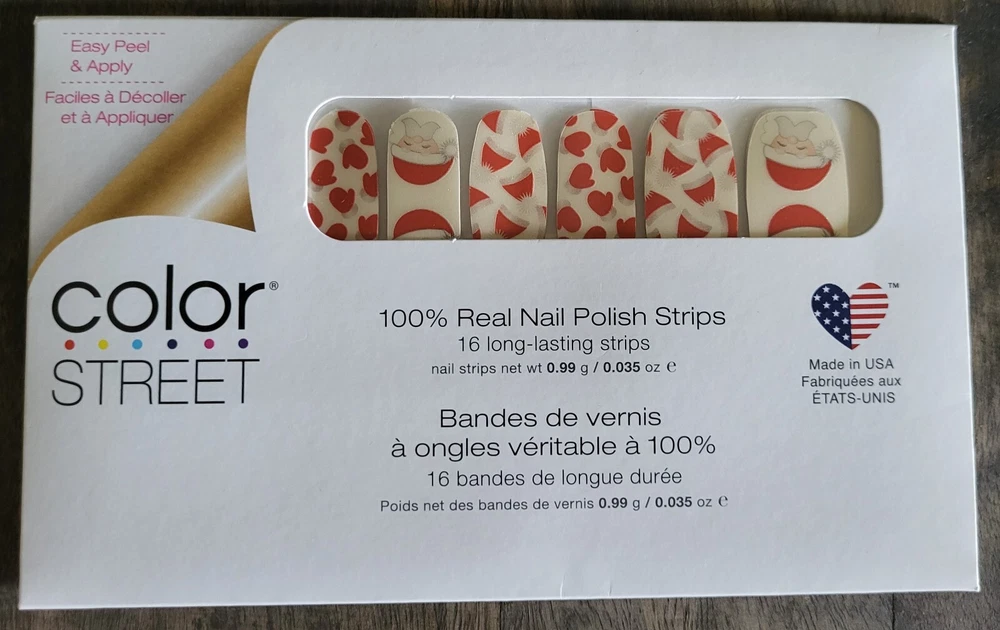 Easy Peel
& Apply
Faciles à Décoller
et à Appliquer
color®
STREET
100% Real Nail Polish Strips
16 long-lasting strips
nail strips net wt 0.99 g / 0.035 oz ℮
Bandes de vernis
à ongles véritable à 100%
16 bandes de longue durée
Poids net des bandes de vernis 0.99 g / 0.035 oz ℮
TM
Made in USA
Fabriquées aux
ÉTATS-UNIS